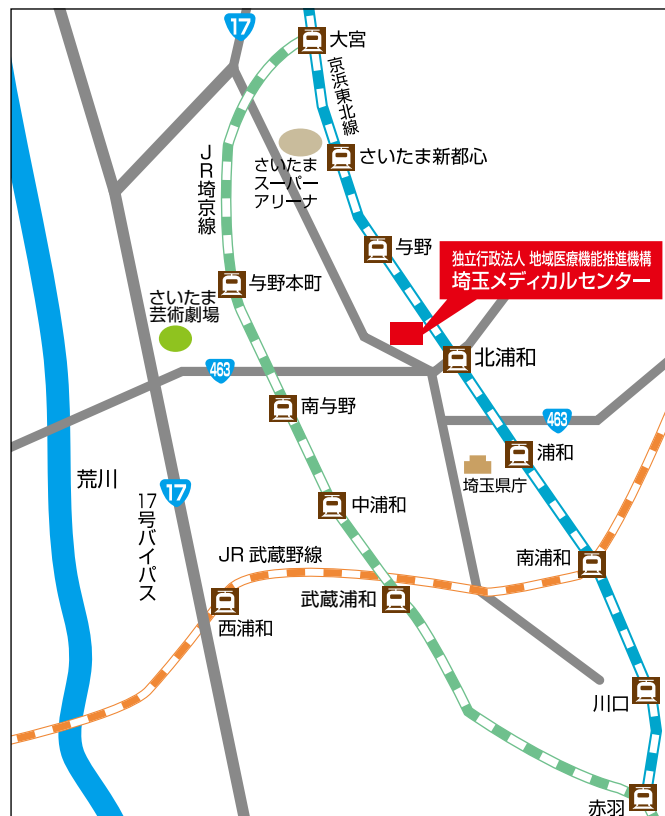 17
大宮
京浜東北線
さいたま新都心
さいたま
スーパー
アリーナ
JR埼京線
与野
独立行政法人 地域医療機能推進機構
埼玉メディカルセンター
与野本町
さいたま
芸術劇場
北浦和
463
南与野
463
浦和
埼玉県庁
荒川
17
17号バイパス
中浦和
JR武蔵野線
南浦和
西浦和
武蔵浦和
川口
赤羽